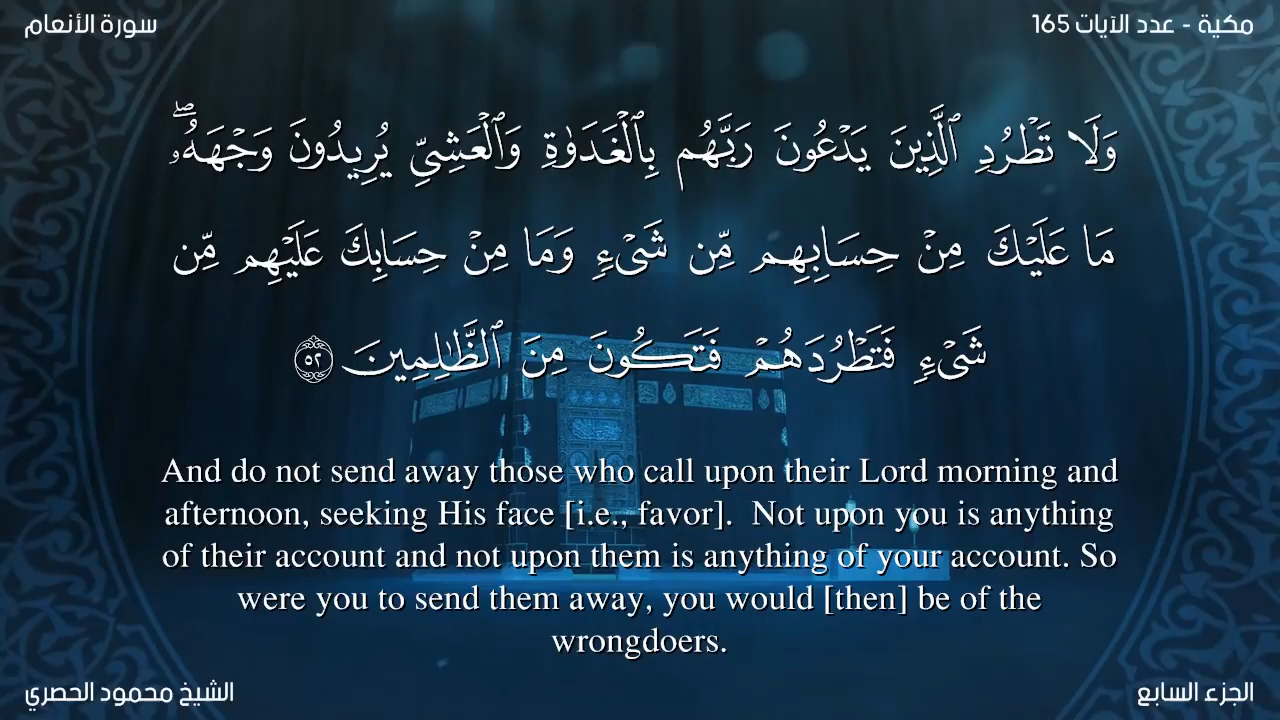 سورة الأنعام
مكية - عدد الآيات 165
وَلَا تَطْرُدِ ٱلَّذِينَ يَدْعُونَ رَبَّهُم بِٱلْغَدَوٰةِ وَٱلْعَشِىِّ يُرِيدُونَ وَجْهَهُۥ ۖ
مَا عَلَيْكَ مِنْ حِسَابِهِم مِّن شَىْءٍ وَمَا مِنْ حِسَابِكَ عَلَيْهِم مِّن
شَىْءٍ فَتَطْرُدَهُمْ فَتَكُونَ مِنَ ٱلظَّٰلِمِينَ ٥٢
And do not send away those who call upon their Lord morning and
afternoon, seeking His face [i.e., favor].  Not upon you is anything
of their account and not upon them is anything of your account. So
were you to send them away, you would [then] be of the
wrongdoers.
الشيخ محمود الحصري
الجزء السابع